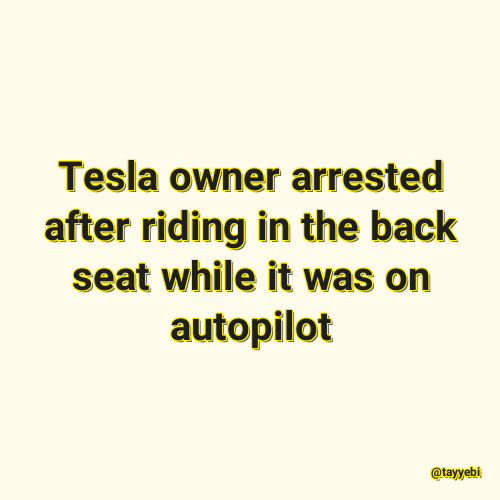 Tesla owner arrested
after riding in the back
seat while it was on
autopilot
@tayyebi